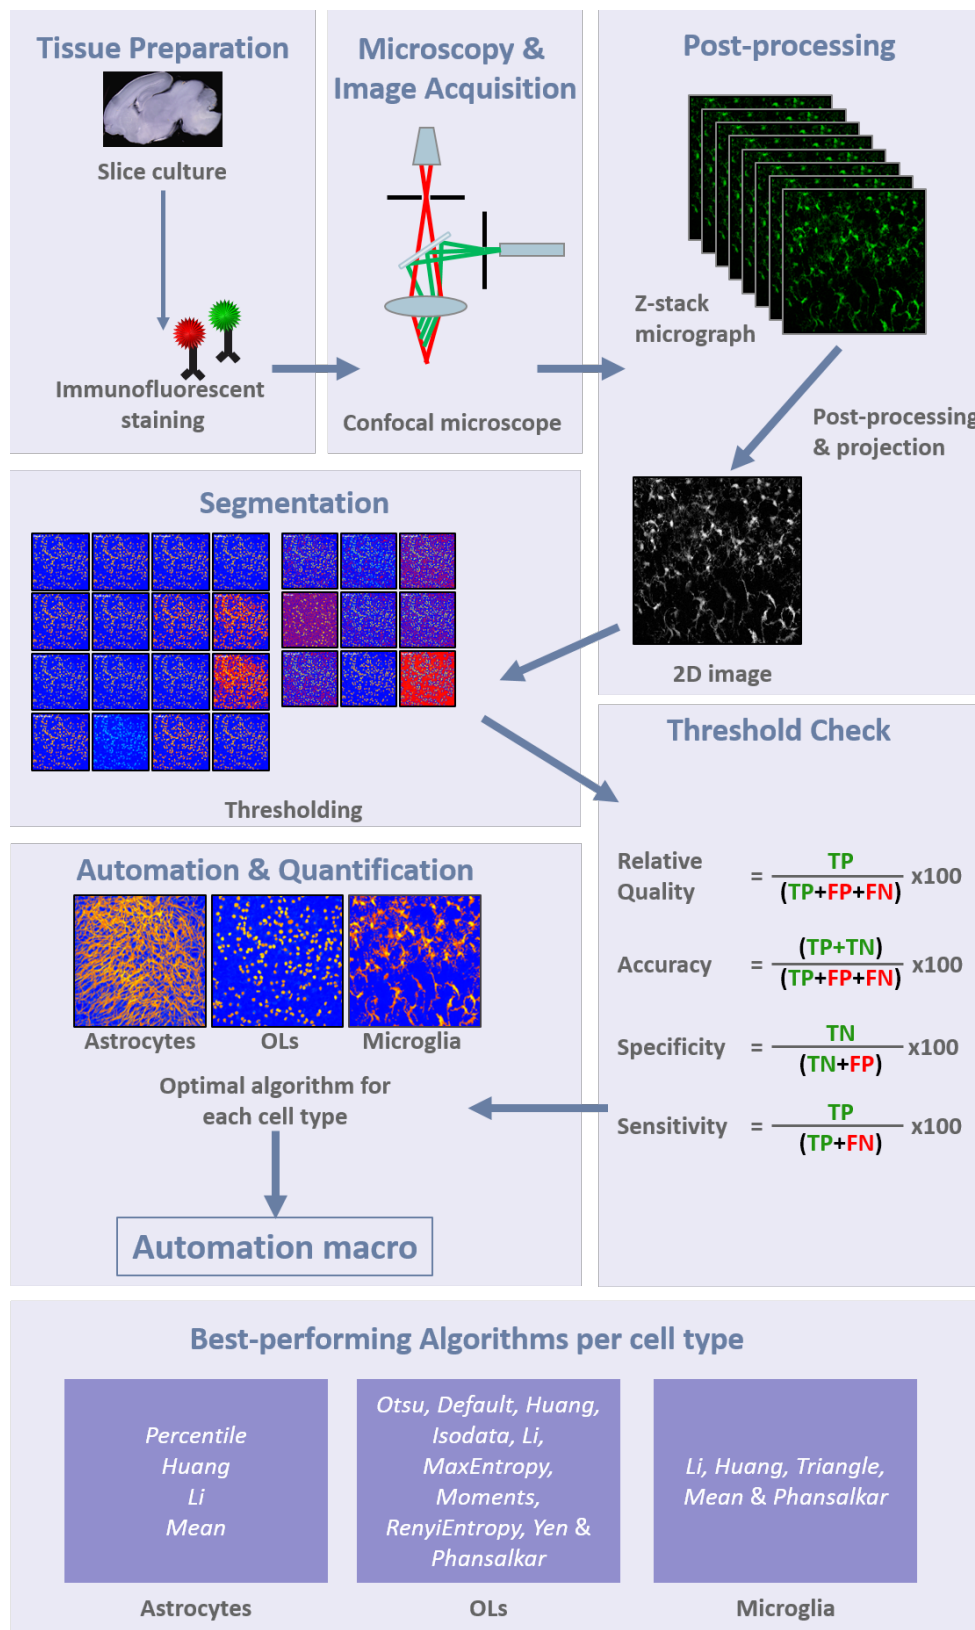 Tissue Preparation
Slice culture
Immunofluorescent
staining
Microscopy &
Image Acquisition
Confocal microscope
Post-processing
Z-stack
micrograph
Post-processing
& projection
2D image
Segmentation
Thresholding
Threshold Check
Relative
Quality = TP
(TP+FP+FN) x100
Accuracy = (TP+TN)
(TP+FP+FN) x100
Specificity = TN
(TN+FP) x100
Sensitivity = TP
(TP+FN) x100
Automation & Quantification
Astrocytes OLs Microglia
Optimal algorithm for
each cell type
Automation macro
Best-performing Algorithms per cell type
Percentile
Huang
Li
Mean
Astrocytes
Otsu, Default, Huang,
Isodata, Li,
MaxEntropy,
Moments,
RenyiEntropy, Yen &
Phansalkar
OLs
Li, Huang, Triangle,
Mean & Phansalkar
Microglia